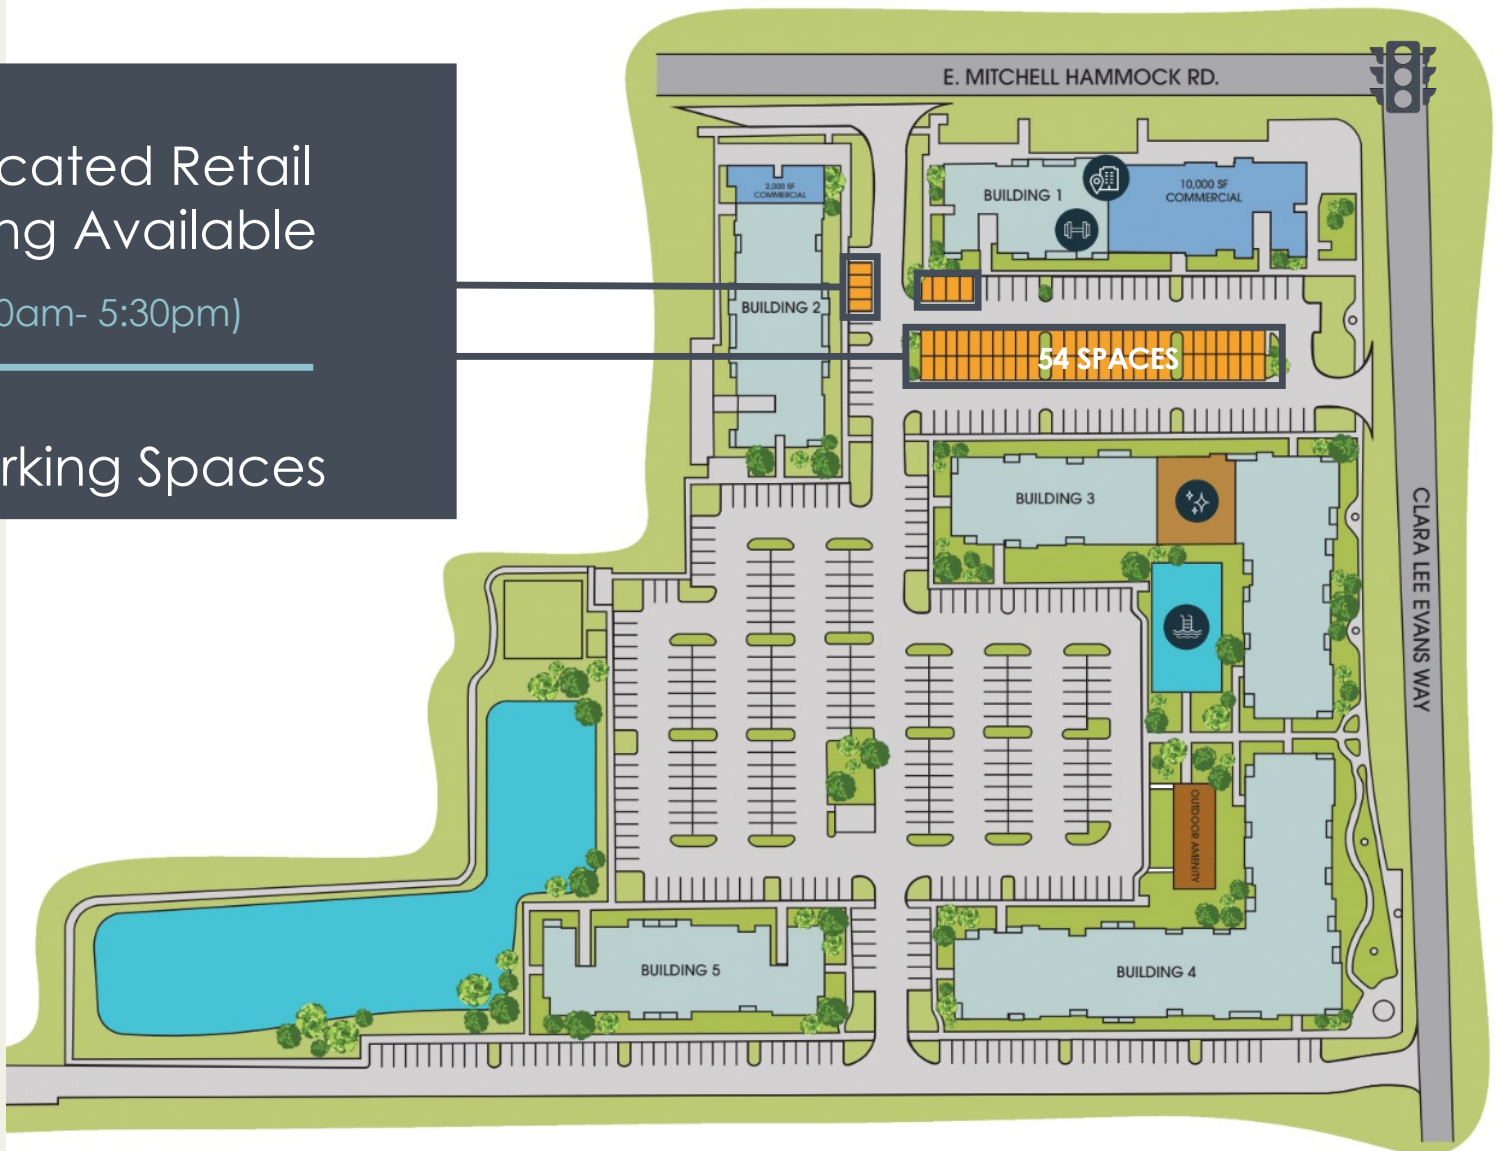 cated Retail
ng Available
0am- 5:30pm)
rking Spaces
E. MITCHELL HAMMOCK RD.
2,000 SF
COMMERCIAL
BUILDING 1
10,000 SF
COMMERCIAL
BUILDING 2
54 SPACES
BUILDING 3
CLARA LEE EVANS WAY
OUTDOOR AMENITY
BUILDING 5
BUILDING 4